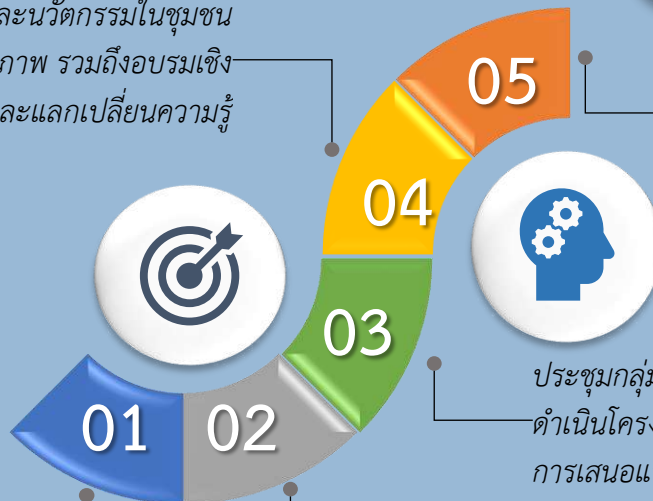 ละนวัตกรรมในชุมชน
ภาพ รวมถึงอบรมเชิง
ละแลกเปลี่ยนความรู้
05
04
03
01
02
ประชุมกลุ่ม
ดำเนินโครง
การเสนอแ